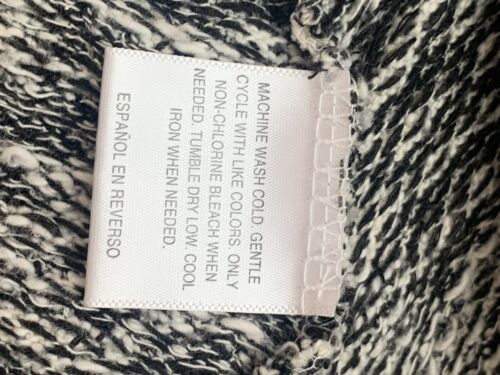 MACHINE WASH COLD. GENTLE
CYCLE WITH LIKE COLORS. ONLY
NON-CHLORINE BLEACH WHEN
NEEDED. TUMBLE DRY LOW. COOL
IRON WHEN NEEDED.
ESPAÑOL EN REVERSO